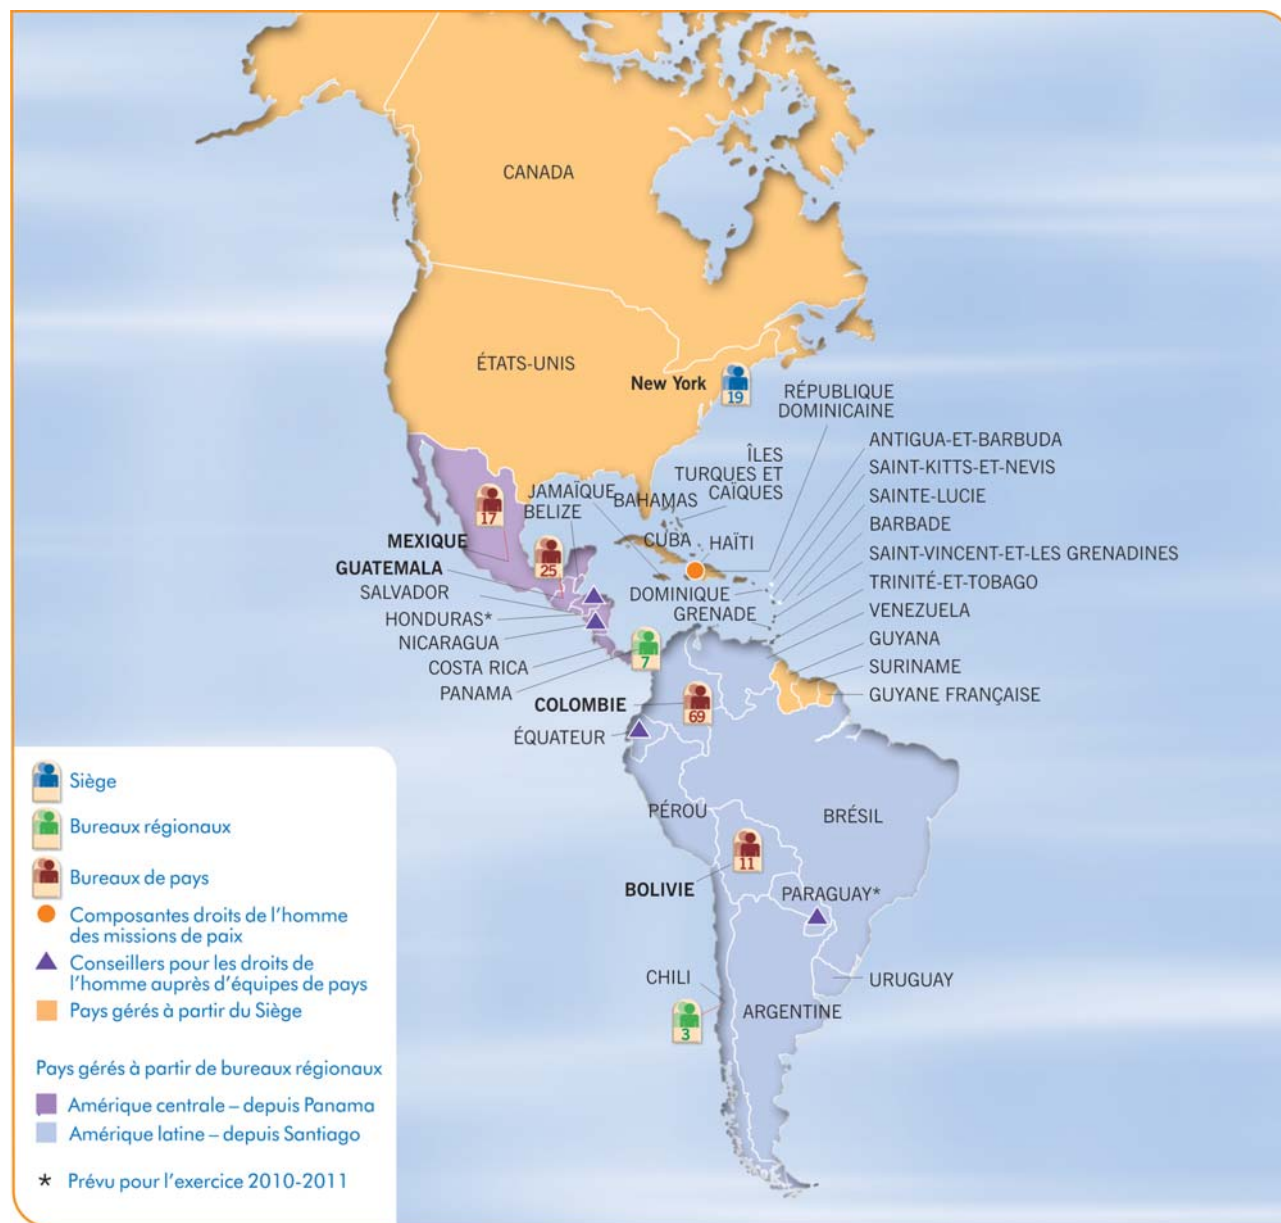 CANADA
ÉTATS-UNIS
New York
19
RÉPUBLIQUE
DOMINICAINE
ANTIGUA-ET-BARBUDA
ÎLES
TURQUES ET
CAÏQUES
SAINT-KITTS-ET-NEVIS
JAMAÏQUE
BAHAMAS
SAINTE-LUCIE
BELIZE
17
BARBADE
MEXIQUE
CUBA
HAÏTI
SAINT-VINCENT-ET-LES GRENADINES
GUATEMALA
25
TRINITÉ-ET-TOBAGO
SALVADOR
DOMINIQUE
VENEZUELA
HONDURAS*
GRENADE
NICARAGUA
GUYANA
COSTA RICA
7
SURINAME
PANAMA
GUYANE FRANÇAISE
COLOMBIE
69
ÉQUATEUR
PÉROU
BRÉSIL
11
BOLIVIE
PARAGUAY*
CHILI
URUGUAY
ARGENTINE
3
Siège
Bureaux régionaux
Bureaux de pays
Composantes droits de l'homme
des missions de paix
Conseillers pour les droits de
l'homme auprès d'équipes de pays
Pays gérés à partir du Siège
Pays gérés à partir de bureaux régionaux
Amérique centrale – depuis Panama
Amérique latine – depuis Santiago
* Prévu pour l'exercice 2010-2011